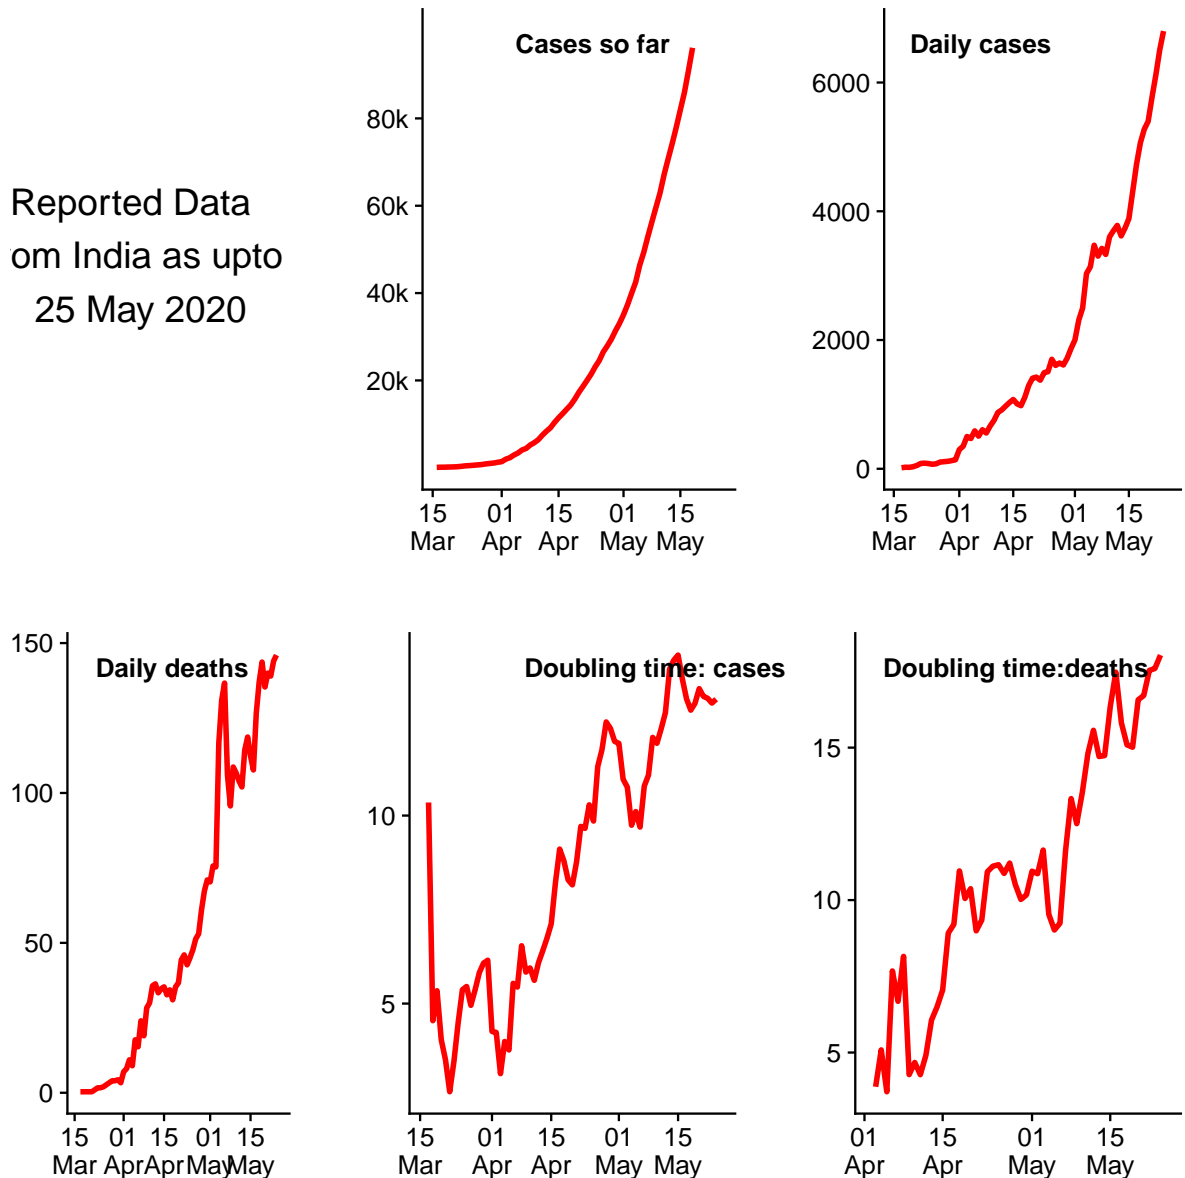 Reported Data
om India as upto
25 May 2020
Cases so far
80k
60k
40k
20k
15 01 15 01 15
Mar Apr Apr May May
Daily cases
6000
4000
2000
0
15 01 15 01 15
Mar Apr Apr May May
Daily deaths
150
100
50
0
15 01 15 01 15
Mar Apr Apr May May
Doubling time: cases
10
5
15 01 15 01 15
Mar Apr Apr May May
Doubling time:deaths
15
10
5
01 15 01 15
Apr Apr May May